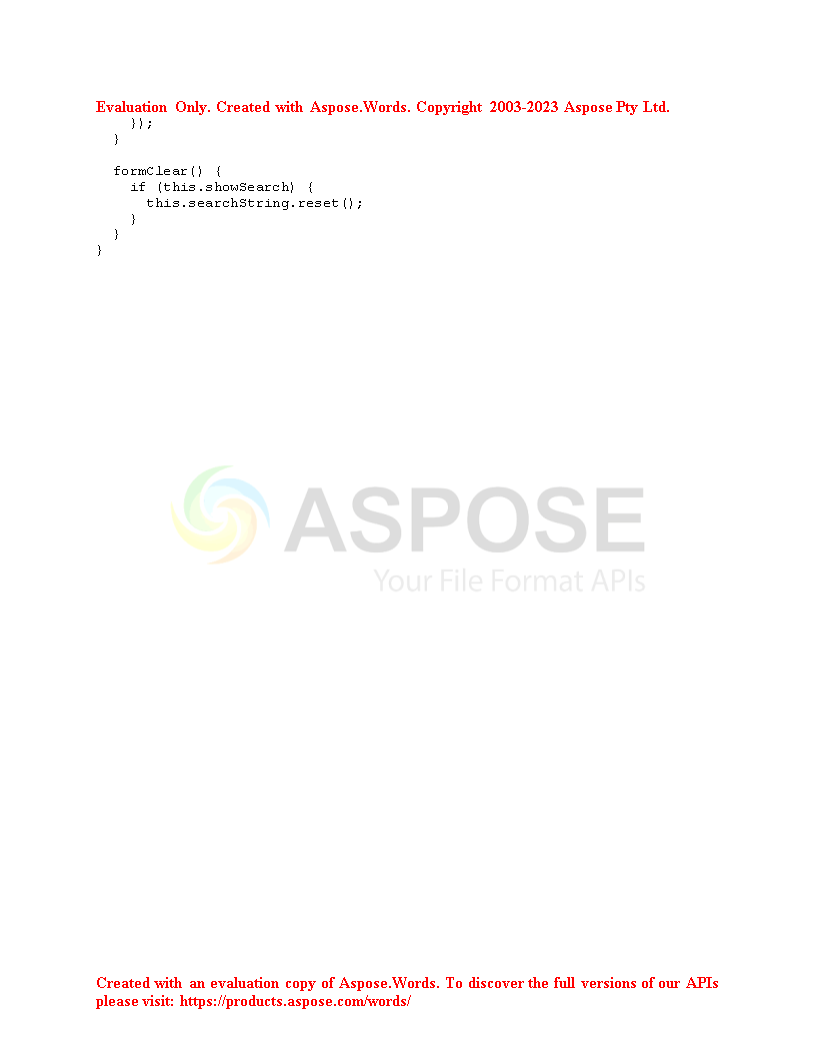 Evaluation Only. Created with Aspose.Words. Copyright 2003-2023 Aspose Pty Ltd.
    });
  }

  formClear() {
    if (this.showSearch) {
      this.searchString.reset();
    }
  }
}
ASPOSE
Your File Format APIs
Created with an evaluation copy of Aspose.Words. To discover the full versions of our APIs
please visit: https://products.aspose.com/words/